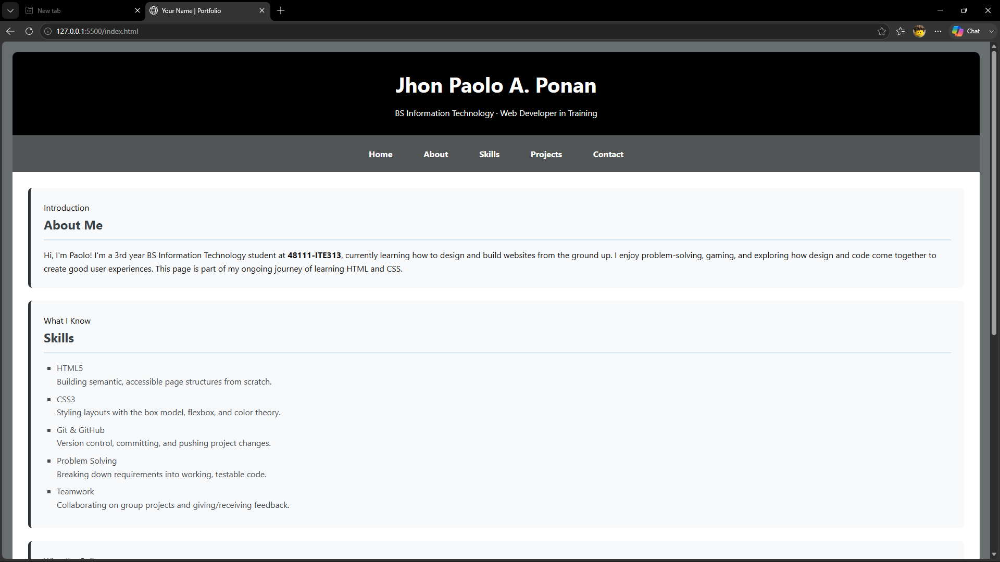 New tab
Your Name | Portfolio
127.0.0.1:5500/index.html
Chat
Jhon Paolo A. Ponan
BS Information Technology · Web Developer in Training
Home About Skills Projects Contact
Introduction
About Me
Hi, I'm Paolo! I'm a 3rd year BS Information Technology student at 48111-ITE313, currently learning how to design and build websites from the ground up. I enjoy problem-solving, gaming, and exploring how design and code come together to
create good user experiences. This page is part of my ongoing journey of learning HTML and CSS.
What I Know
Skills
HTML5
Building semantic, accessible page structures from scratch.
CSS3
Styling layouts with the box model, flexbox, and color theory.
Git & GitHub
Version control, committing, and pushing project changes.
Problem Solving
Breaking down requirements into working, testable code.
Teamwork
Collaborating on group projects and giving/receiving feedback.